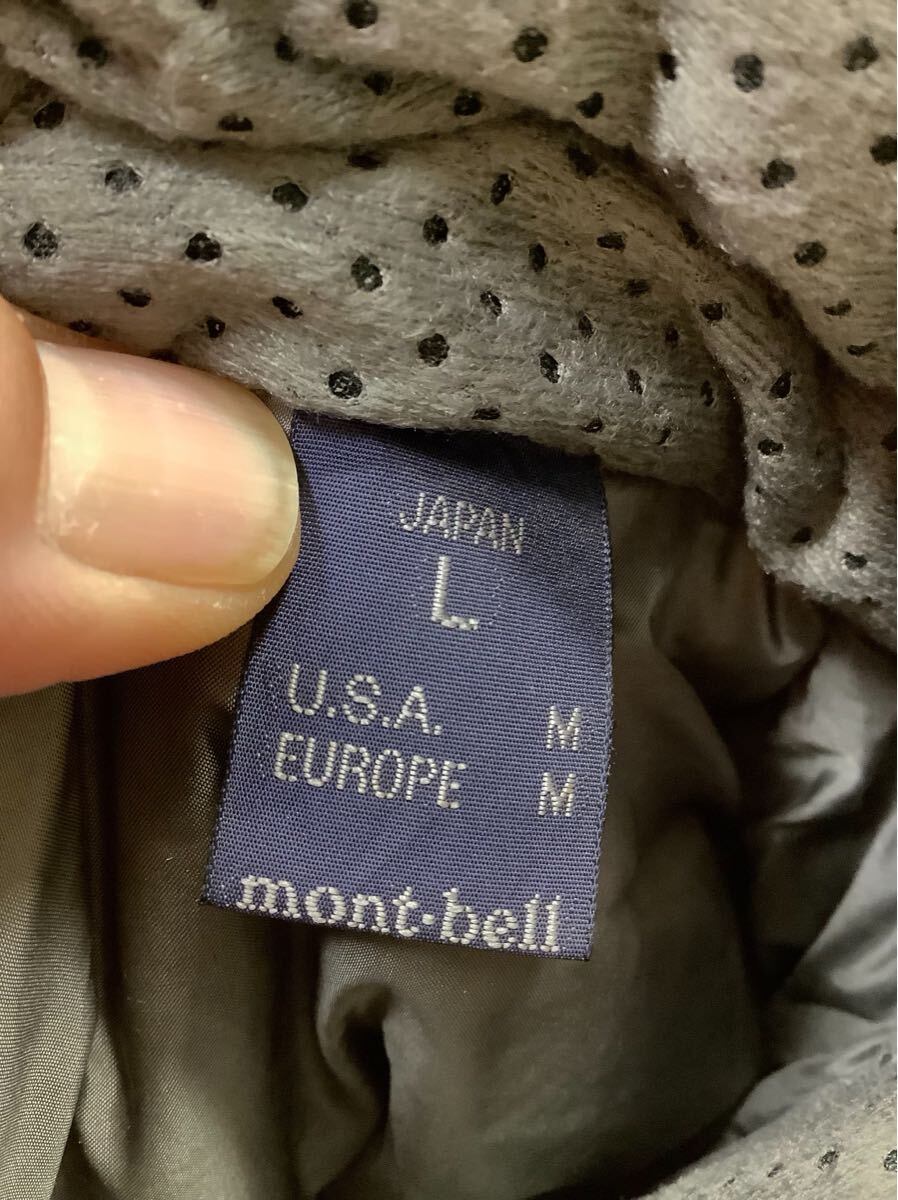 JAPAN
L
U.S.A. M
EUROPE M
mont-bell